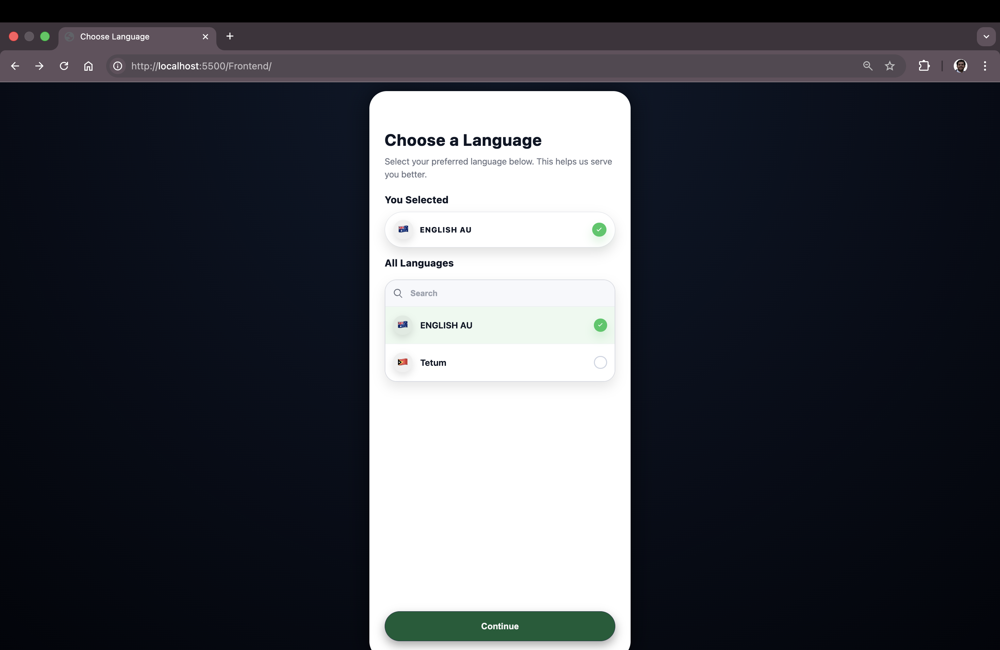 Choose Language
http://localhost:5500/Frontend/
Choose a Language
Select your preferred language below. This helps us serve
you better.
You Selected
ENGLISH AU
All Languages
Search
ENGLISH AU
Tetum
Continue